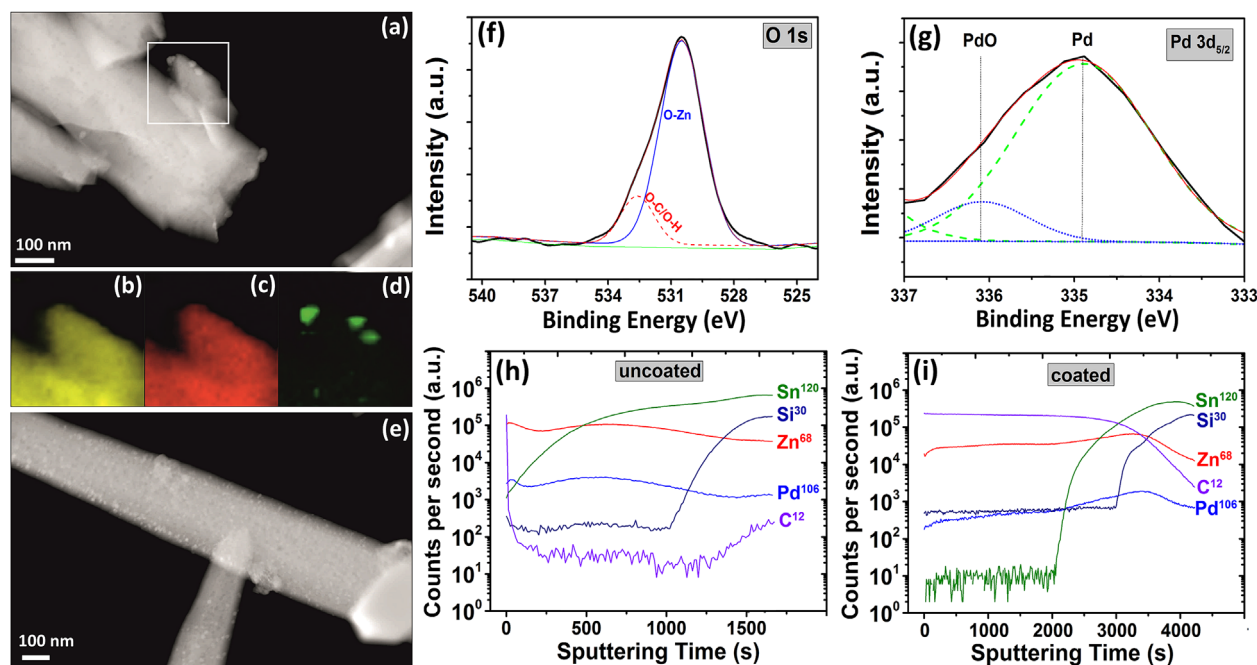 (a)
100 nm
(b)
(c)
(d)
(e)
100 nm
(f)
O 1s
O-Zn
O-C/O-H
Intensity (a.u.)
540 537 534 531 528 524
Binding Energy (eV)
(g)
PdO
Pd
Pd 3d5/2
Intensity (a.u.)
337 336 335 334 333
Binding Energy (eV)
(h)
uncoated
Sn120
Si30
Zn68
Pd106
C12
Counts per second (a.u.)
10^6
10^5
10^4
10^3
10^2
10^1
10^0
0 500 1000 1500
Sputtering Time (s)
(i)
coated
Sn120
Si30
Zn68
C12
Pd106
Counts per second (a.u.)
10^6
10^5
10^4
10^3
10^2
10^1
10^0
0 1000 2000 3000 4000
Sputtering Time (s)